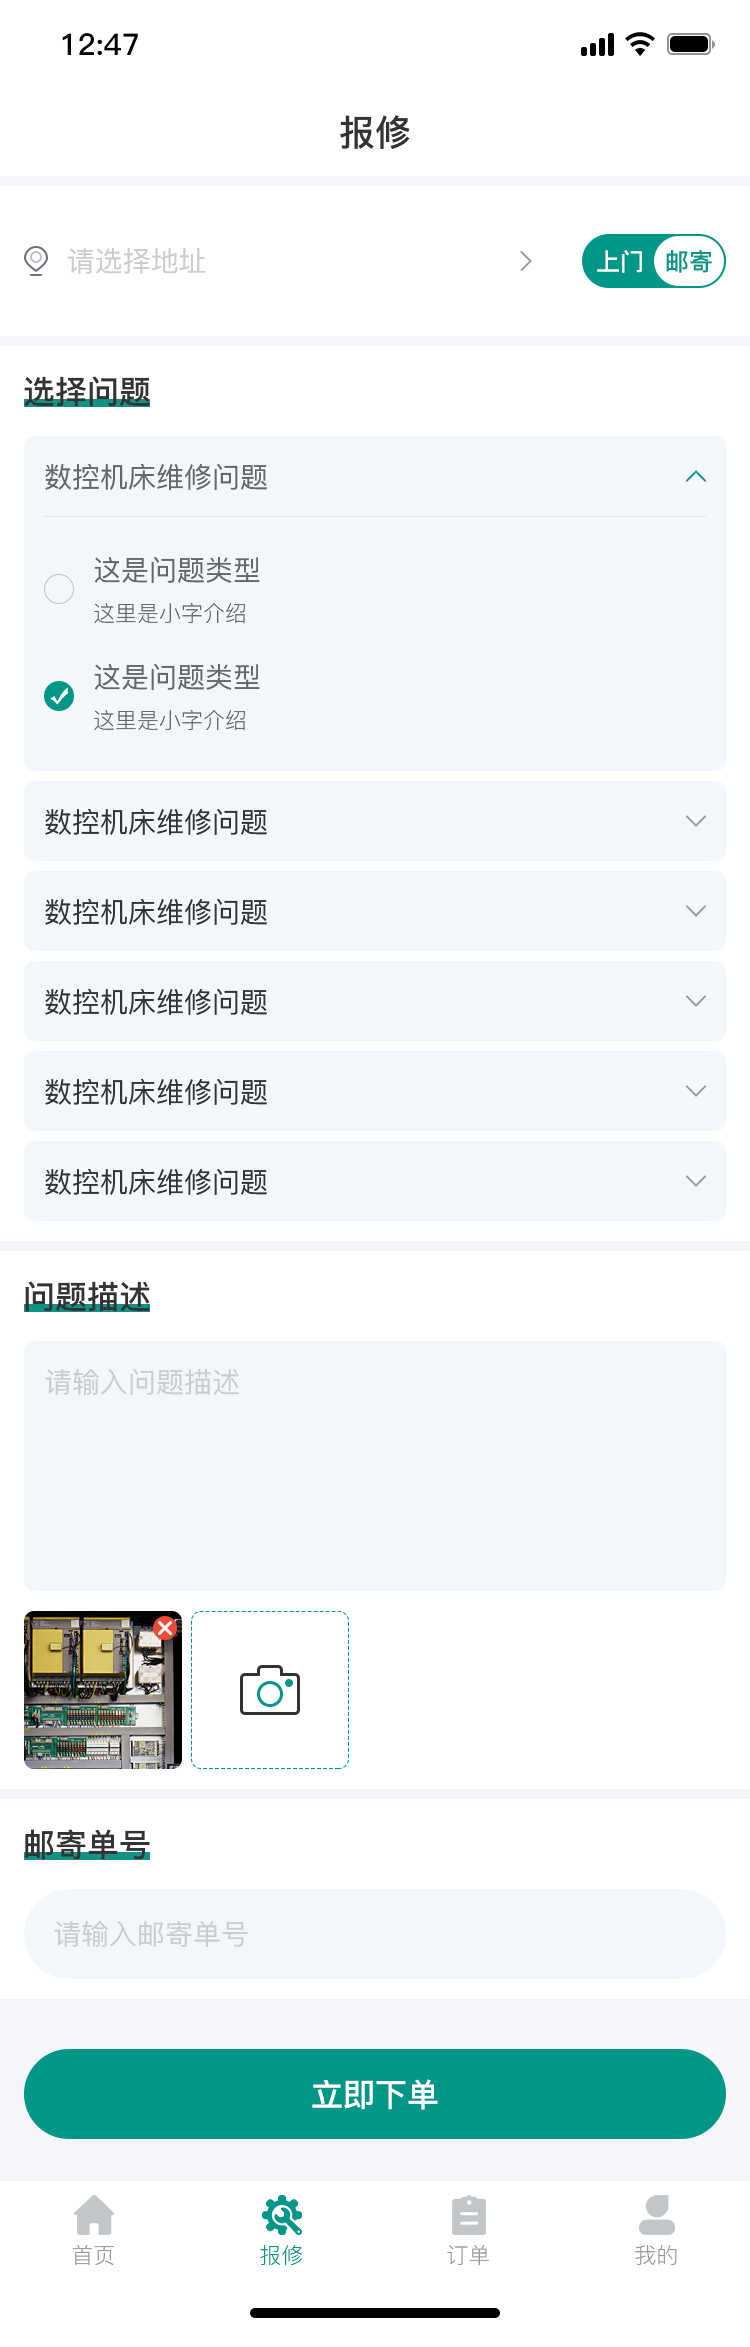 12:47
报修
请选择地址
上门 邮寄
选择问题
数控机床维修问题
这是问题类型
这里是小字介绍
这是问题类型
这里是小字介绍
数控机床维修问题
数控机床维修问题
数控机床维修问题
数控机床维修问题
数控机床维修问题
问题描述
请输入问题描述
邮寄单号
请输入邮寄单号
立即下单
首页 报修 订单 我的